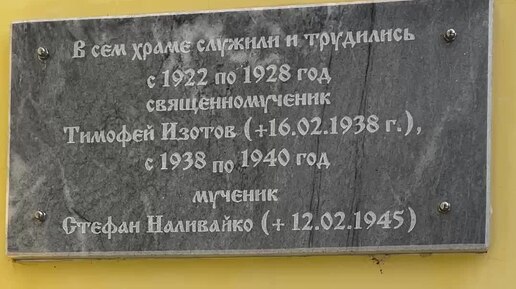 В сем храме служили и трудились
с 1922 по 1928 год
священномученик
Тимофей Изотов (+16.02.1938 г.),
с 1938 по 1940 год
мученик
Стефан Наливайко (+ 12.02.1945)